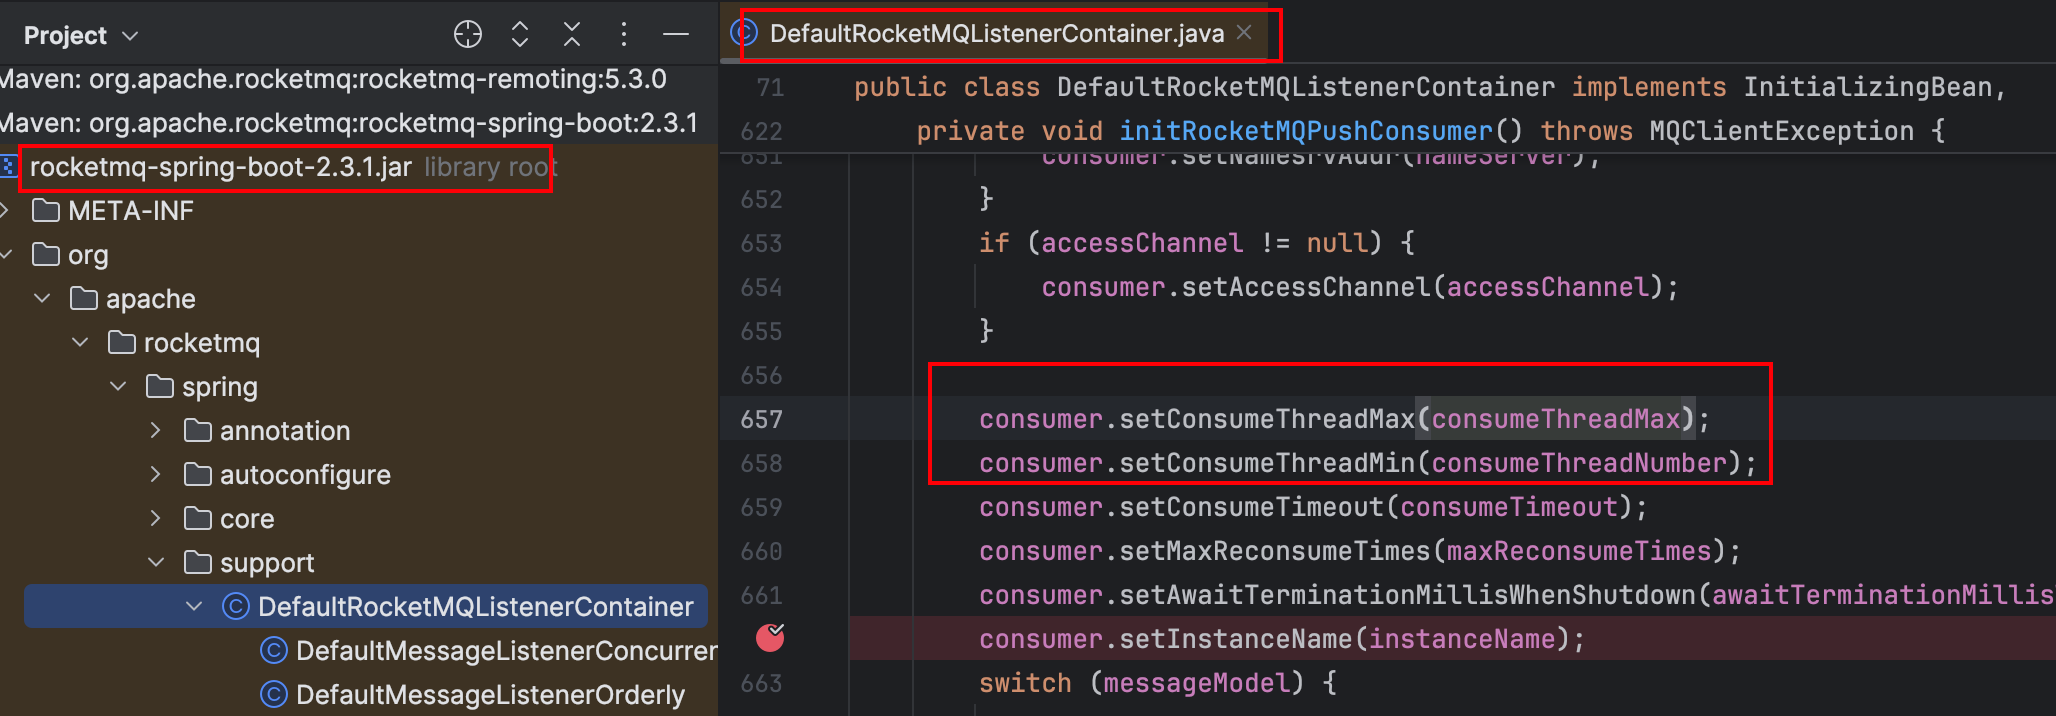 Project
Maven: org.apache.rocketmq:rocketmq-remoting:5.3.0
Maven: org.apache.rocketmq:rocketmq-spring-boot:2.3.1
rocketmq-spring-boot-2.3.1.jar library root
META-INF
org
apache
rocketmq
spring
annotation
autoconfigure
core
support
DefaultRocketMQListenerContainer
DefaultMessageListenerConcurrer
DefaultMessageListenerOrderly
DefaultRocketMQListenerContainer.java
71 public class DefaultRocketMQListenerContainer implements InitializingBean,
622 private void initRocketMQPushConsumer() throws MQClientException {
651 consumer.setNamesrvAddr(nameServer);
652 }
653 if (accessChannel != null) {
654 consumer.setAccessChannel(accessChannel);
655 }
656
657 consumer.setConsumeThreadMax(consumeThreadMax);
658 consumer.setConsumeThreadMin(consumeThreadNumber);
659 consumer.setConsumeTimeout(consumeTimeout);
660 consumer.setMaxReconsumeTimes(maxReconsumeTimes);
661 consumer.setAwaitTerminationMillisWhenShutdown(awaitTerminationMillis
consumer.setInstanceName(instanceName);
663 switch (messageModel) {